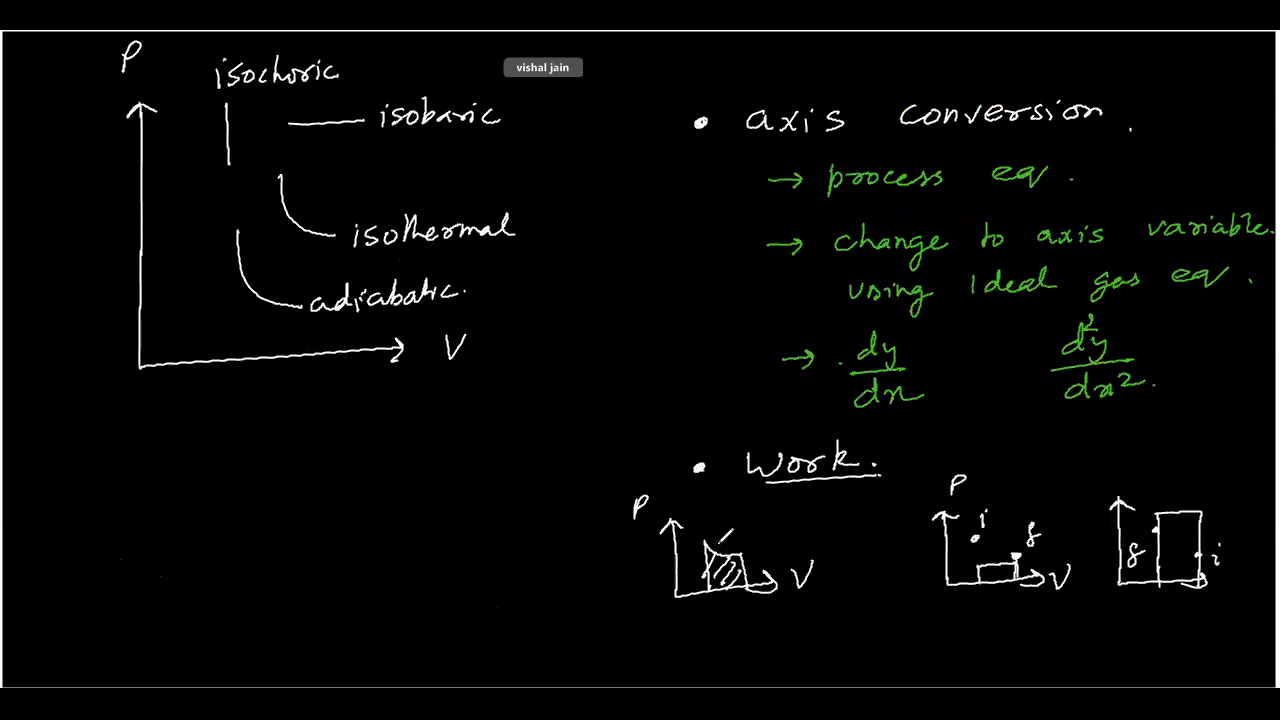 P
isochoric
isobaric
isothermal
adiabatic.
V
vishal jain
• axis conversion.
→ process eq.
→ change to axis variable.
using ideal gas eq.
→ dy/dx d²y/dx².
• Work.
P
V
P
i
f
V
f
i